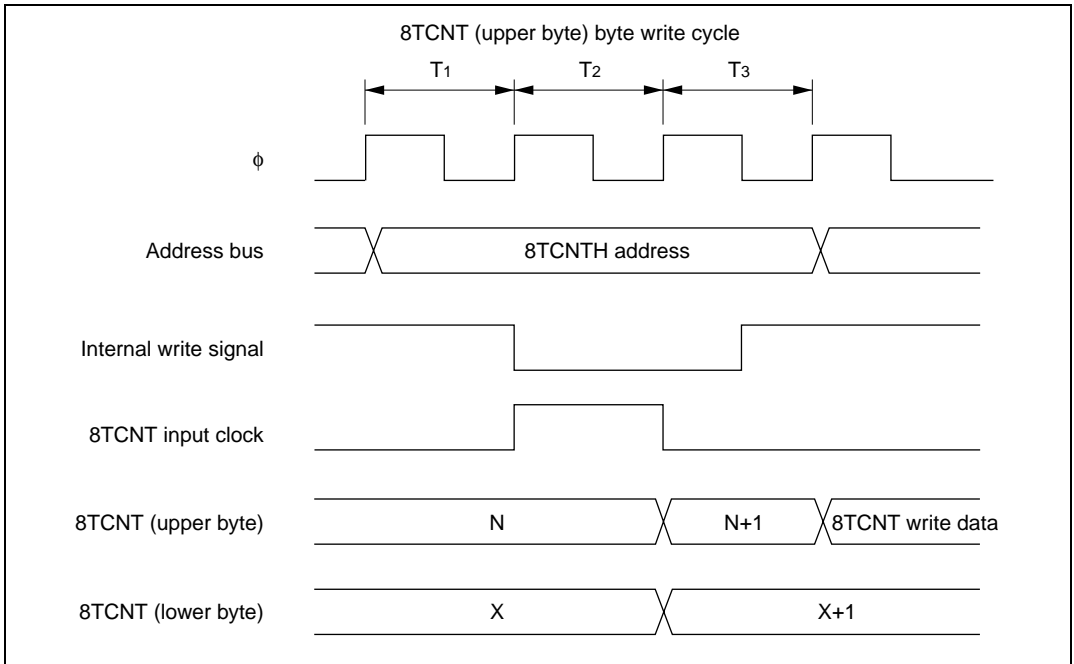 8TCNT (upper byte) byte write cycle
T1 T2 T3
φ
Address bus 8TCNTH address
Internal write signal
8TCNT input clock
8TCNT (upper byte) N N+1 8TCNT write data
8TCNT (lower byte) X X+1